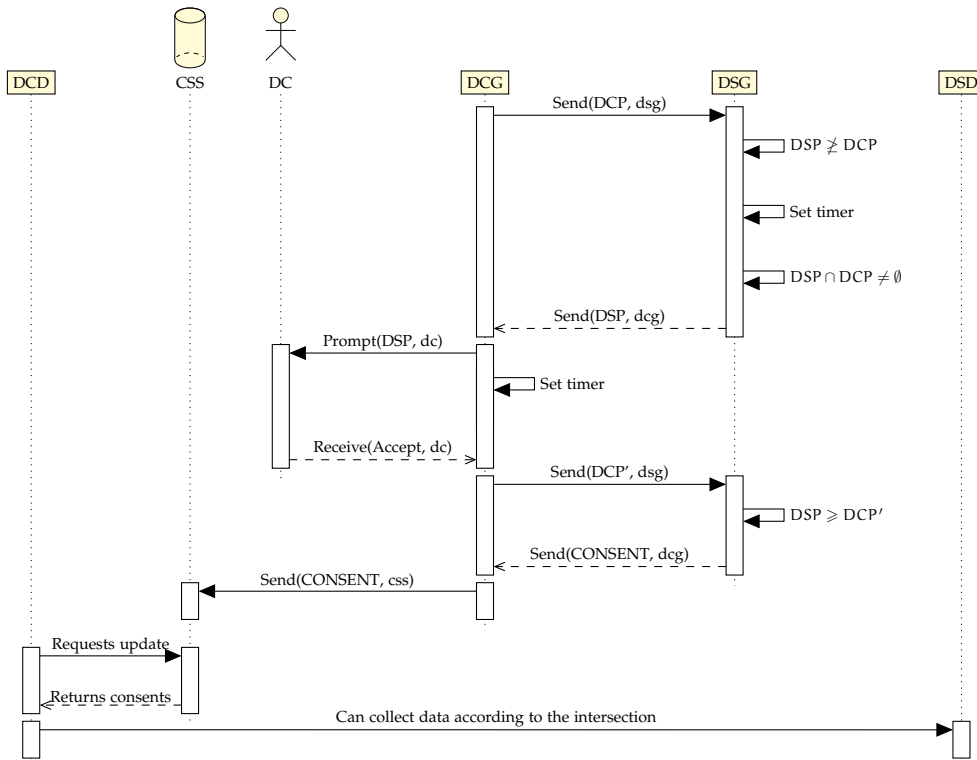 DCD
CSS
DC
DCG
DSG
DSD
Send(DCP, dsg)
DSP ≱ DCP
Set timer
DSP ∩ DCP ≠ ∅
Send(DSP, dcg)
Prompt(DSP, dc)
Set timer
Receive(Accept, dc)
Send(DCP′, dsg)
DSP ⩾ DCP′
Send(CONSENT, dcg)
Send(CONSENT, css)
Requests update
Returns consents
Can collect data according to the intersection